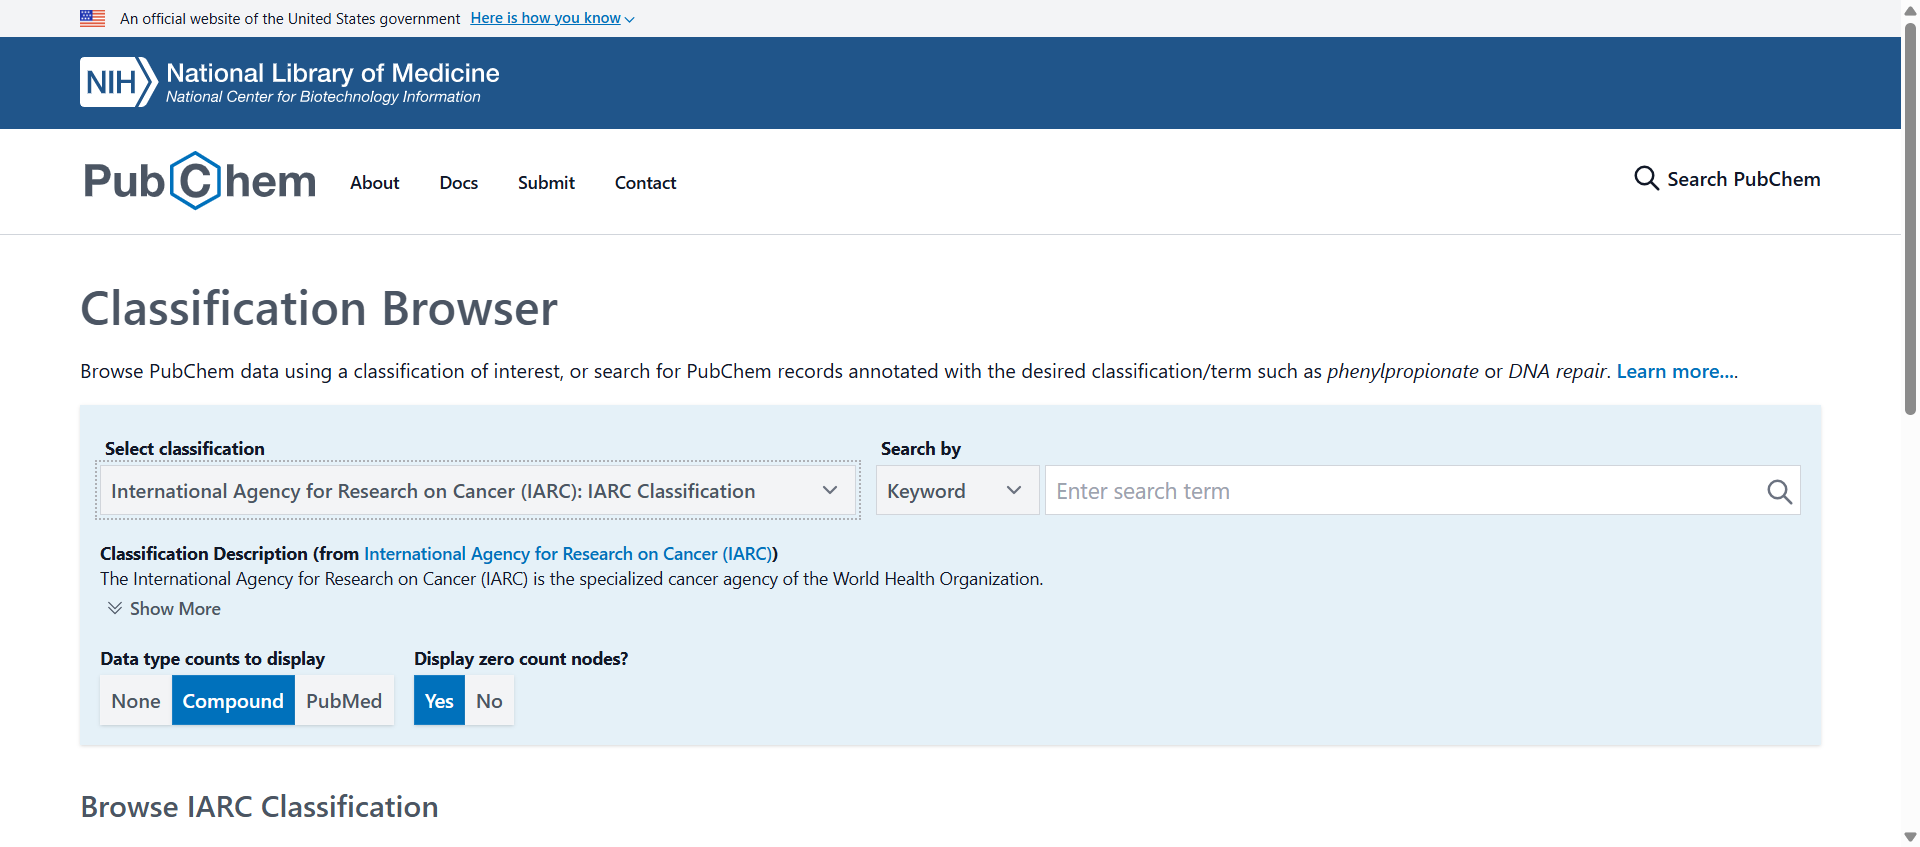 An official website of the United States government Here is how you know
NIH National Library of Medicine
National Center for Biotechnology Information
PubChem About Docs Submit Contact Search PubChem
Classification Browser
Browse PubChem data using a classification of interest, or search for PubChem records annotated with the desired classification/term such as phenylpropionate or DNA repair. Learn more....
Select classification Search by
International Agency for Research on Cancer (IARC): IARC Classification Keyword Enter search term
Classification Description (from International Agency for Research on Cancer (IARC))
The International Agency for Research on Cancer (IARC) is the specialized cancer agency of the World Health Organization.
Show More
Data type counts to display Display zero count nodes?
None Compound PubMed Yes No
Browse IARC Classification